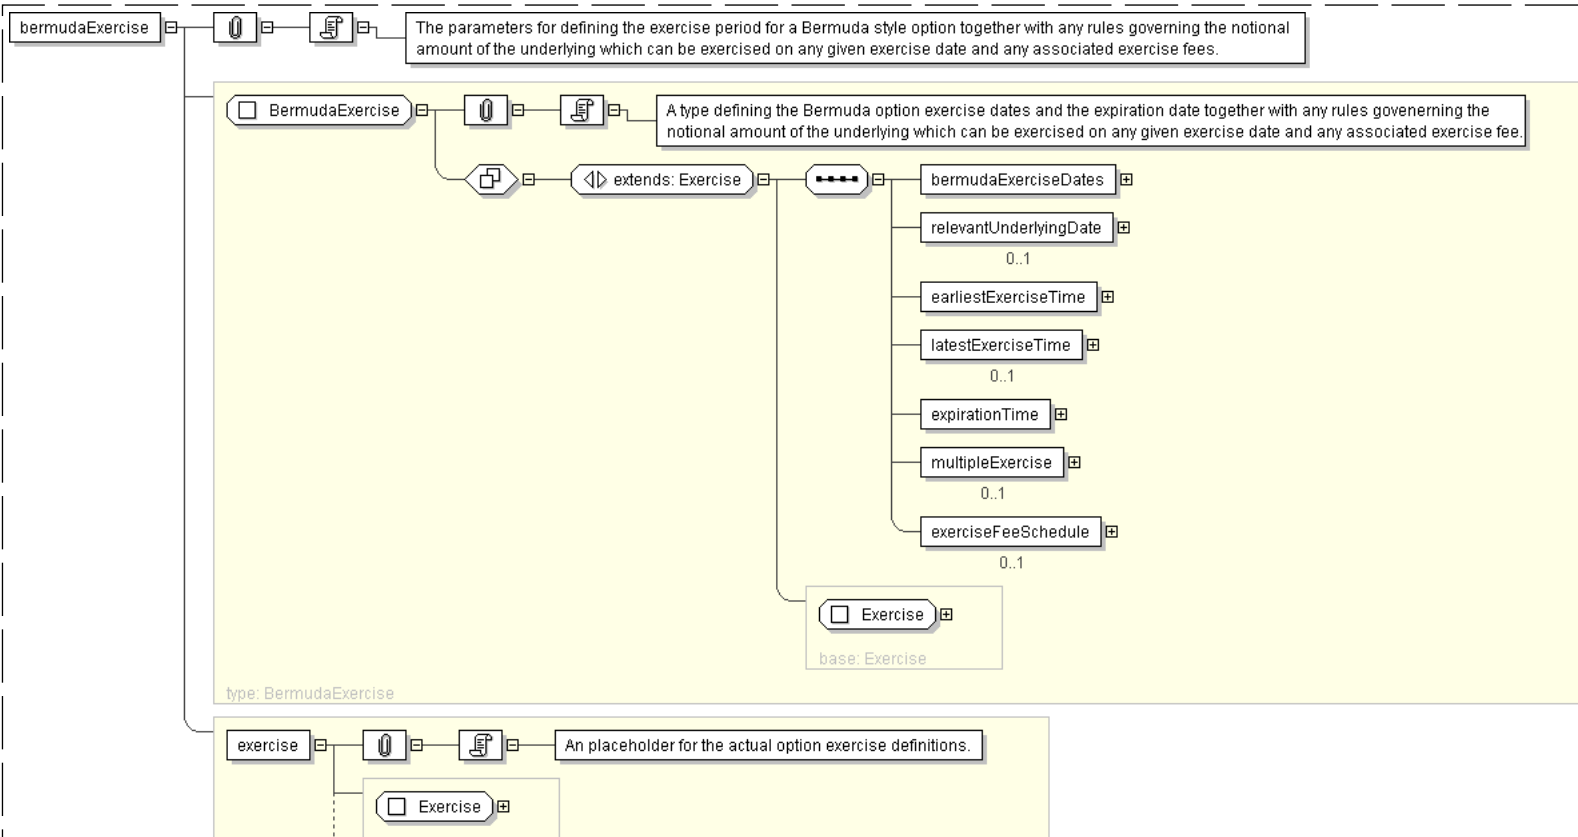 bermudaExercise
The parameters for defining the exercise period for a Bermuda style option together with any rules governing the notional
amount of the underlying which can be exercised on any given exercise date and any associated exercise fees.
BermudaExercise
A type defining the Bermuda option exercise dates and the expiration date together with any rules govenerning the
notional amount of the underlying which can be exercised on any given exercise date and any associated exercise fee.
extends: Exercise
bermudaExerciseDates
relevantUnderlyingDate
0..1
earliestExerciseTime
latestExerciseTime
0..1
expirationTime
multipleExercise
0..1
exerciseFeeSchedule
0..1
Exercise
base: Exercise
type: BermudaExercise
exercise
An placeholder for the actual option exercise definitions.
Exercise